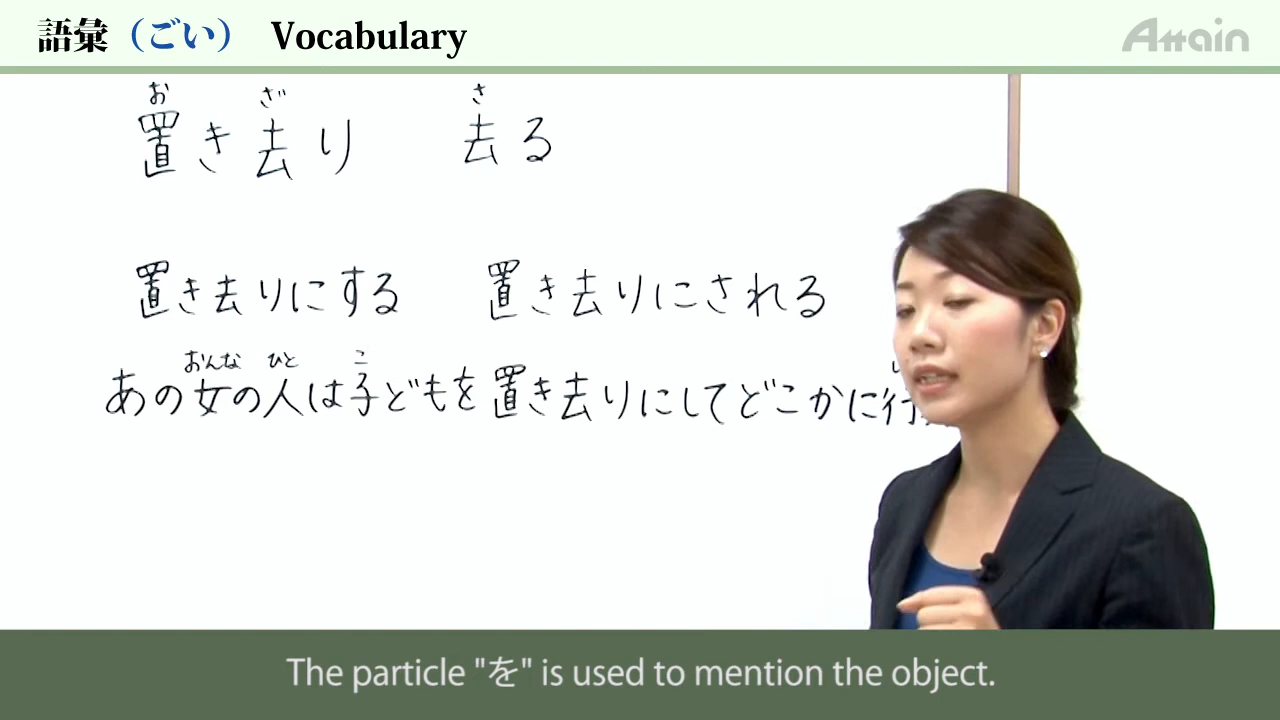 語彙（ごい） Vocabulary
Attain
お ざ さ
置き去り 去る
置き去りにする 置き去りにされる
おんな ひと こ
あの女の人は子どもを置き去りにしてどこかに行
The particle "を" is used to mention the object.